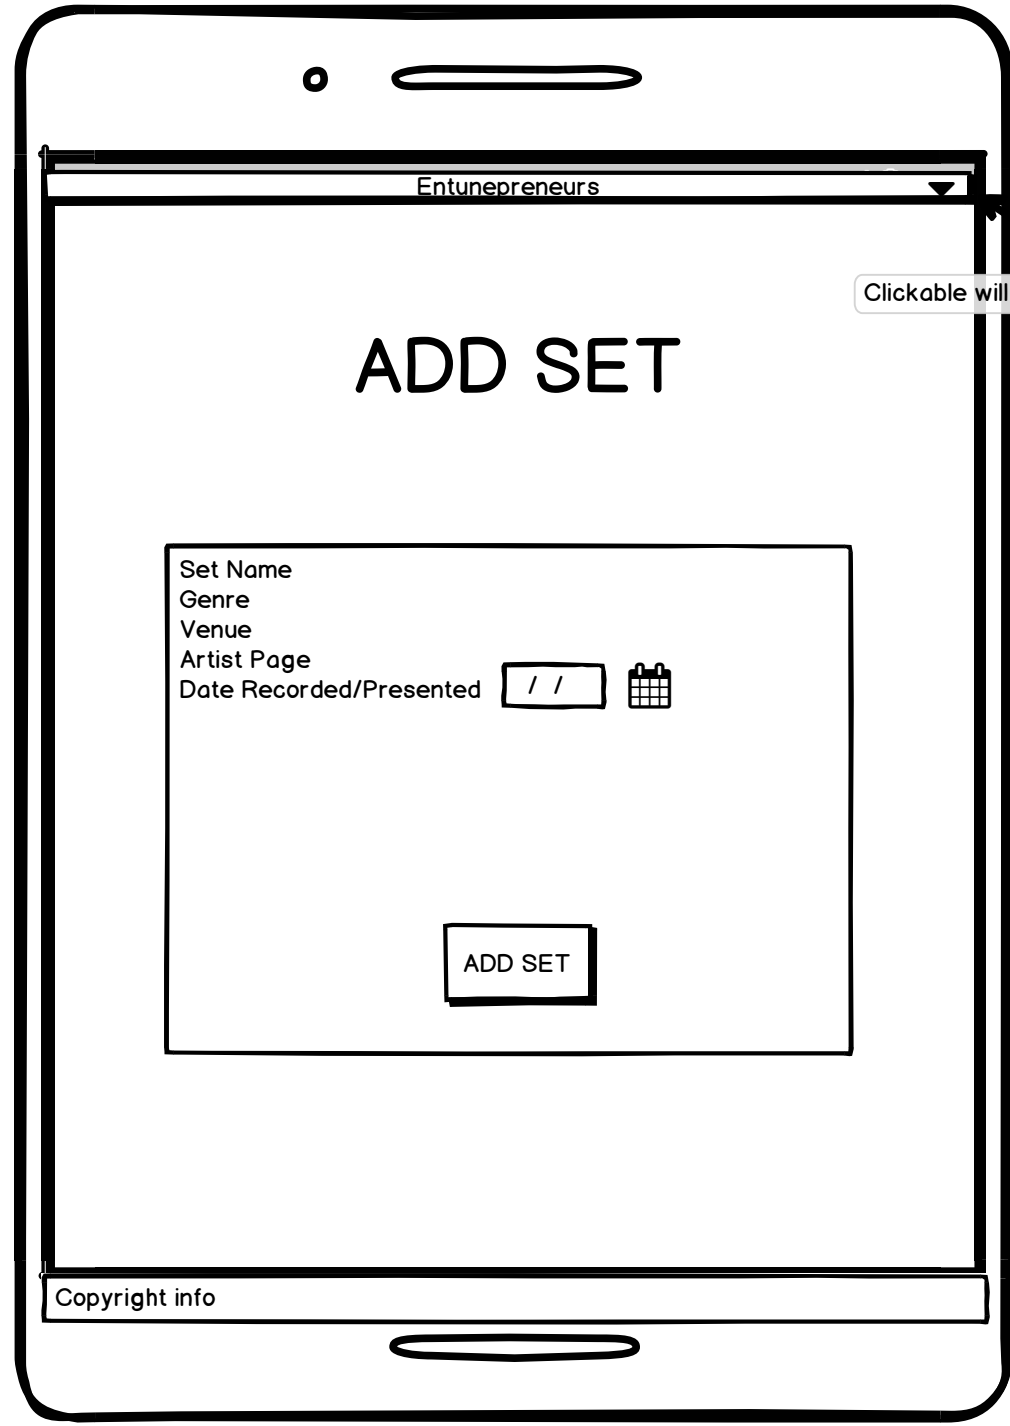 Entunepreneurs
Clickable will
ADD SET
Set Name
Genre
Venue
Artist Page
Date Recorded/Presented / /
ADD SET
Copyright info